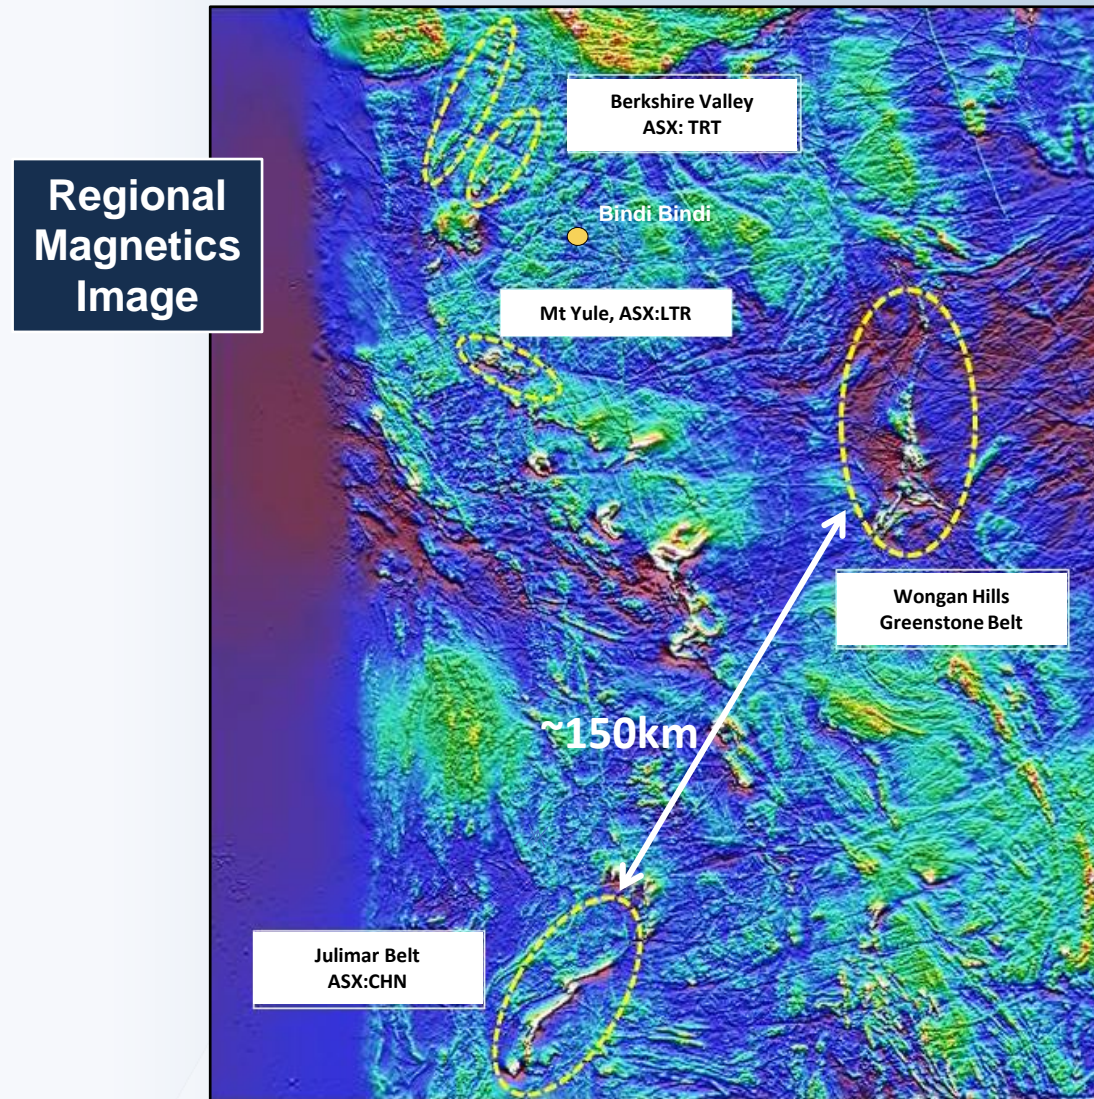 Berkshire Valley
ASX: TRT
Regional
Magnetics
Image
Bindi Bindi
Mt Yule, ASX:LTR
Wongan Hills
Greenstone Belt
~150km
Julimar Belt
ASX:CHN